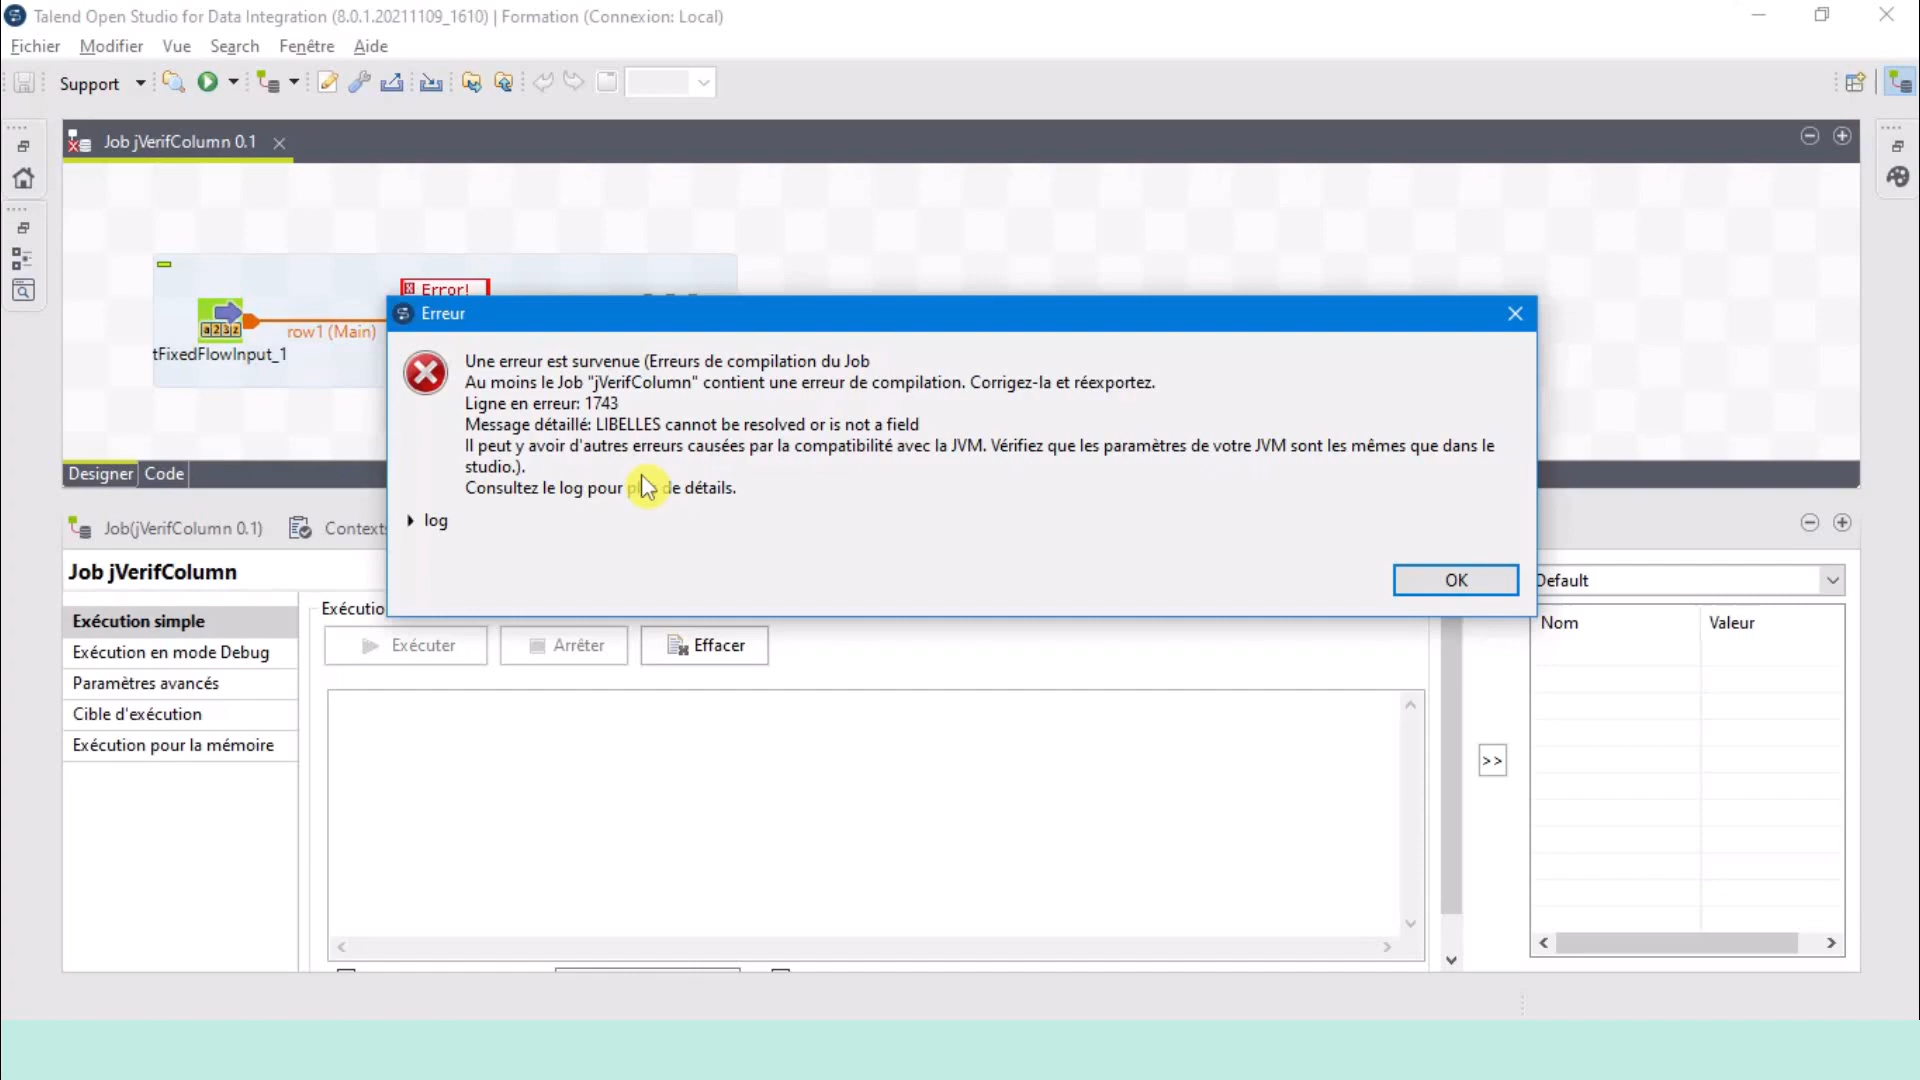 Talend Open Studio for Data Integration (8.0.1.20211109_1610) | Formation (Connexion: Local)
Fichier Modifier Vue Search Fenêtre Aide
Support
Job jVerifColumn 0.1
Error!
row1 (Main)
tFixedFlowInput_1
Erreur
Une erreur est survenue (Erreurs de compilation du Job
Au moins le Job "jVerifColumn" contient une erreur de compilation. Corrigez-la et réexportez.
Ligne en erreur: 1743
Message détaillé: LIBELLES cannot be resolved or is not a field
Il peut y avoir d'autres erreurs causées par la compatibilité avec la JVM. Vérifiez que les paramètres de votre JVM sont les mêmes que dans le
studio.).
Consultez le log pour de détails.
log
OK
Designer Code
Job(jVerifColumn 0.1) Contexts
Job jVerifColumn
Default
Exécution simple
Exécution en mode Debug
Paramètres avancés
Cible d'exécution
Exécution pour la mémoire
Exécutio
Exécuter Arrêter Effacer
Nom Valeur
>>